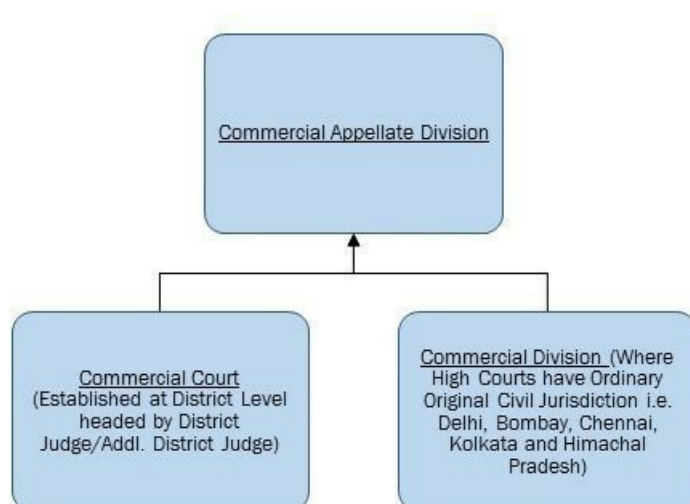 Commercial Appellate Division
Commercial Court
(Established at District Level
headed by District
Judge/Addl. District Judge)
Commercial Division (Where
High Courts have Ordinary
Original Civil Jurisdiction i.e.
Delhi, Bombay, Chennai,
Kolkata and Himachal
Pradesh)